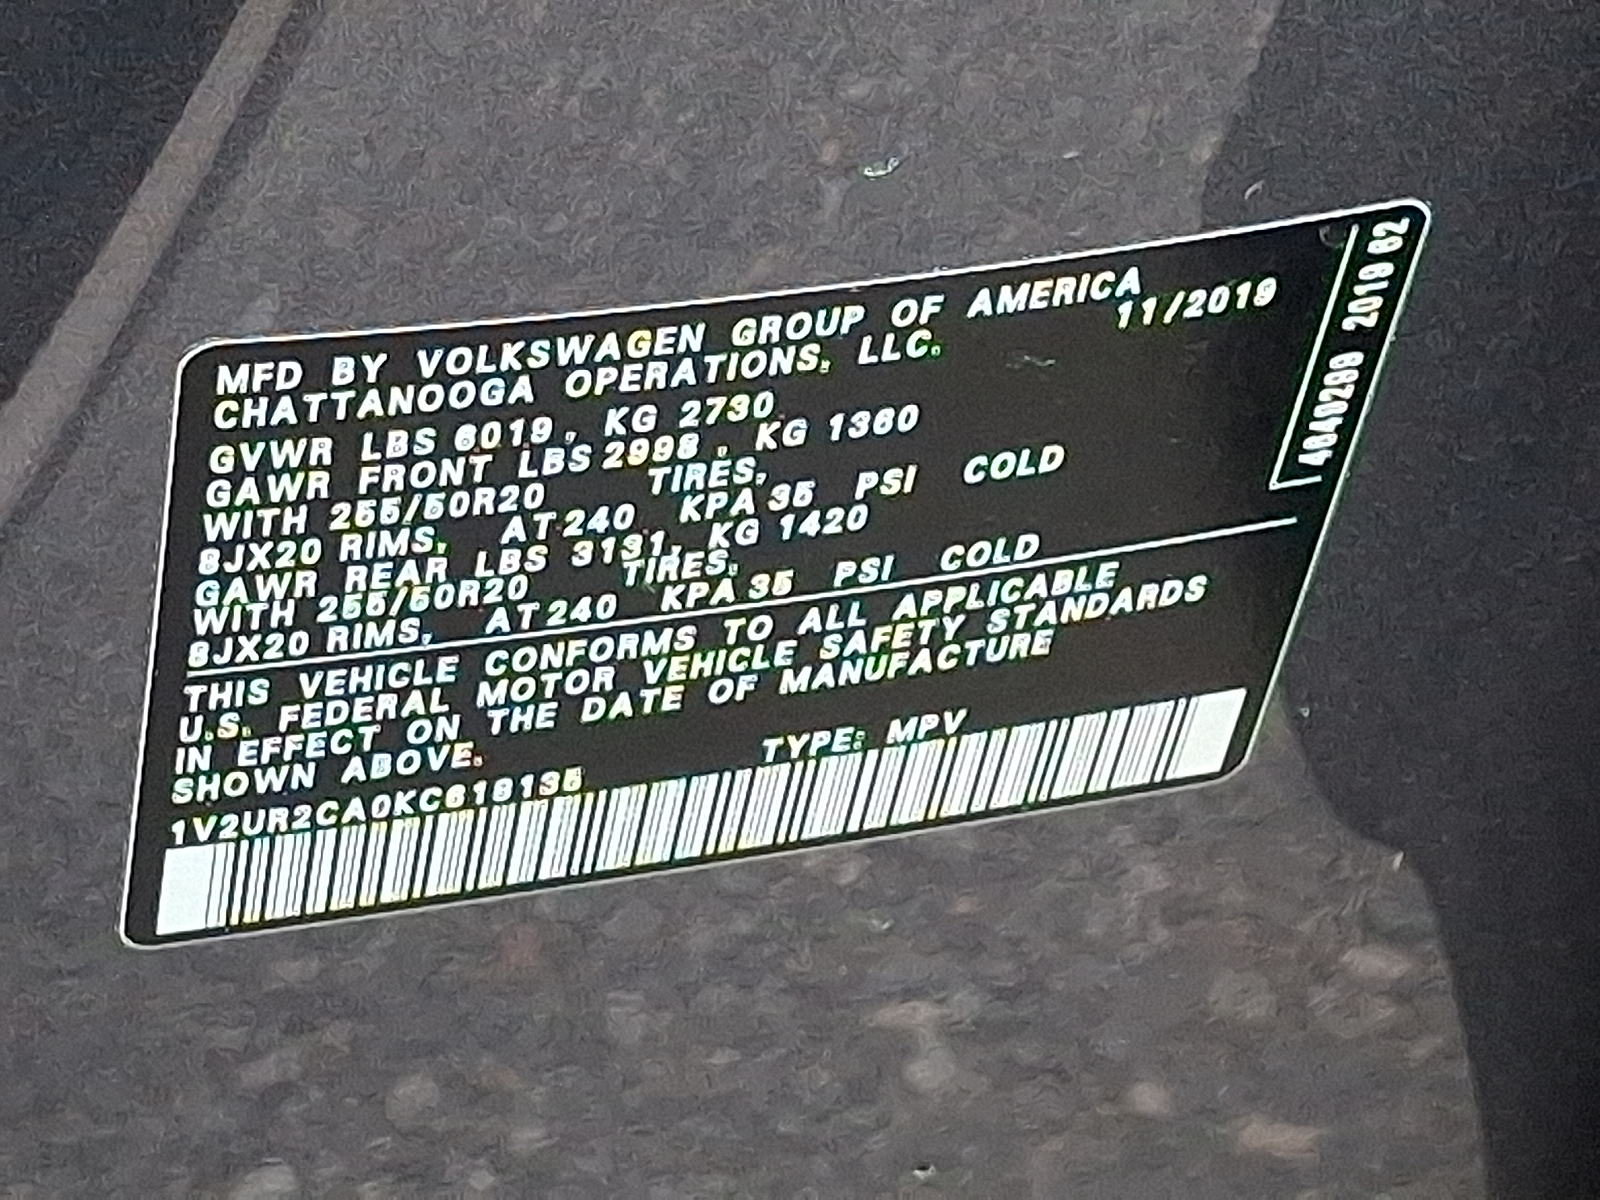 MFD BY VOLKSWAGEN GROUP OF AMERICA
CHATTANOOGA OPERATIONS, LLC. 11/2019
GVWR LBS 6019, KG 2730
GAWR FRONT LBS 2998, KG 1360
WITH 255/50R20 TIRES,
8JX20 RIMS, AT 240 KPA 35 PSI COLD
GAWR REAR LBS 3131, KG 1420
WITH 255/50R20 TIRES,
8JX20 RIMS, AT 240 KPA 35 PSI COLD
THIS VEHICLE CONFORMS TO ALL APPLICABLE
U.S. FEDERAL MOTOR VEHICLE SAFETY STANDARDS
IN EFFECT ON THE DATE OF MANUFACTURE
SHOWN ABOVE.
TYPE: MPV
2019